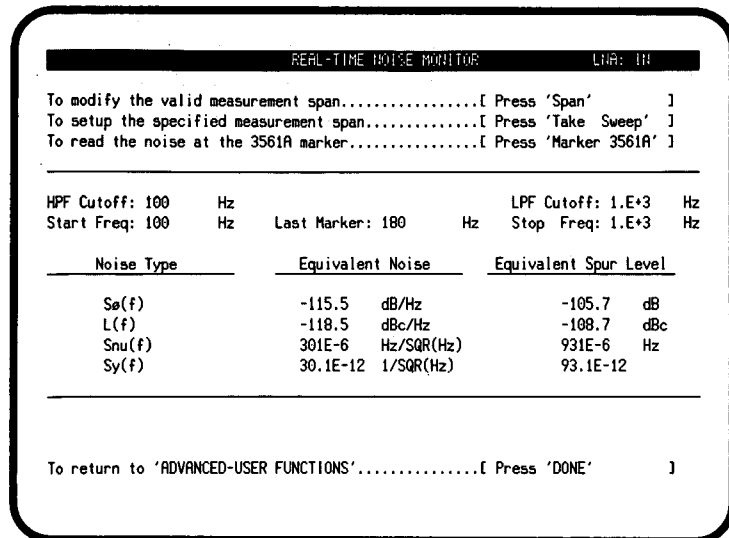 REAL-TIME NOISE MONITOR LNA: IN
To modify the valid measurement span.................[ Press 'Span' ]
To setup the specified measurement span..............[ Press 'Take Sweep' ]
To read the noise at the 3561A marker................[ Press 'Marker 3561A' ]
HPF Cutoff: 100 Hz LPF Cutoff: 1.E+3 Hz
Start Freq: 100 Hz Last Marker: 180 Hz Stop Freq: 1.E+3 Hz
Noise Type Equivalent Noise Equivalent Spur Level
Sø(f) -115.5 dB/Hz -105.7 dB
L(f) -118.5 dBc/Hz -108.7 dBc
Snu(f) 301E-6 Hz/SQR(Hz) 931E-6 Hz
Sy(f) 30.1E-12 1/SQR(Hz) 93.1E-12
To return to 'ADVANCED-USER FUNCTIONS'...............[ Press 'DONE' ]